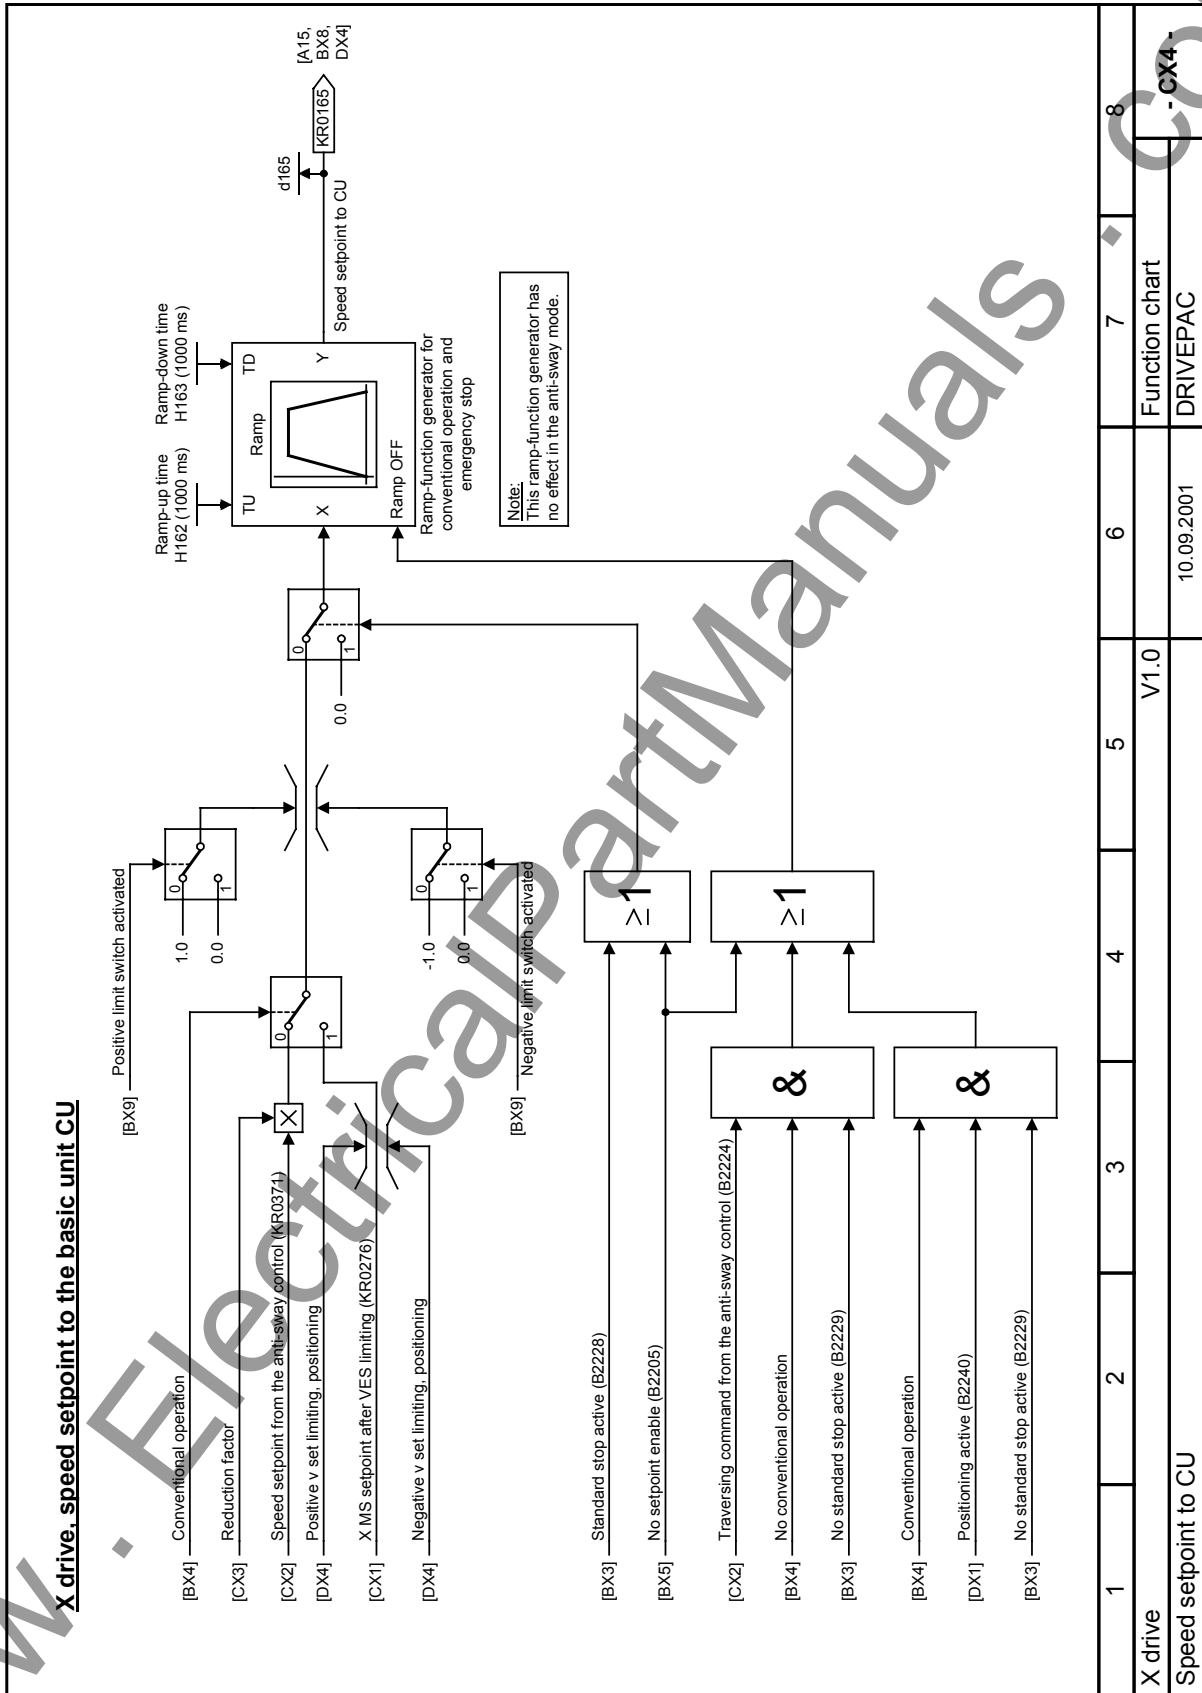 X drive, speed setpoint to the basic unit CU
[BX4] Conventional operation
[CX3] Reduction factor
[CX2] Speed setpoint from the anti-sway control (KR0371)
[DX4] Positive v set limiting, positioning
[CX1] X MS setpoint after VES limiting (KR0276)
[DX4] Negative v set limiting, positioning
X
0
1
[BX9] Positive limit switch activated
1.0
0.0
0
1
-1.0
0.0
0
1
[BX9] Negative limit switch activated
0
1
0.0
Ramp-up time
H162 (1000 ms)
Ramp-down time
H163 (1000 ms)
TU
TD
Ramp
X
Y
Ramp OFF
Ramp-function generator for
conventional operation and
emergency stop
Speed setpoint to CU
d165
KR0165
[A15,
BX8,
DX4]
Note:
This ramp-function generator has
no effect in the anti-sway mode.
[BX3] Standard stop active (B2228)
[BX5] No setpoint enable (B2205)
≥1
[CX2] Traversing command from the anti-sway control (B2224)
[BX4] No conventional operation
[BX3] No standard stop active (B2229)
&
≥1
[BX4] Conventional operation
[DX1] Positioning active (B2240)
[BX3] No standard stop active (B2229)
&
1 2 3 4 5 6 7 8
X drive V1.0 Function chart
Speed setpoint to CU 10.09.2001 DRIVEPAC
- CX4 -
w . ElectricalPartManuals . co